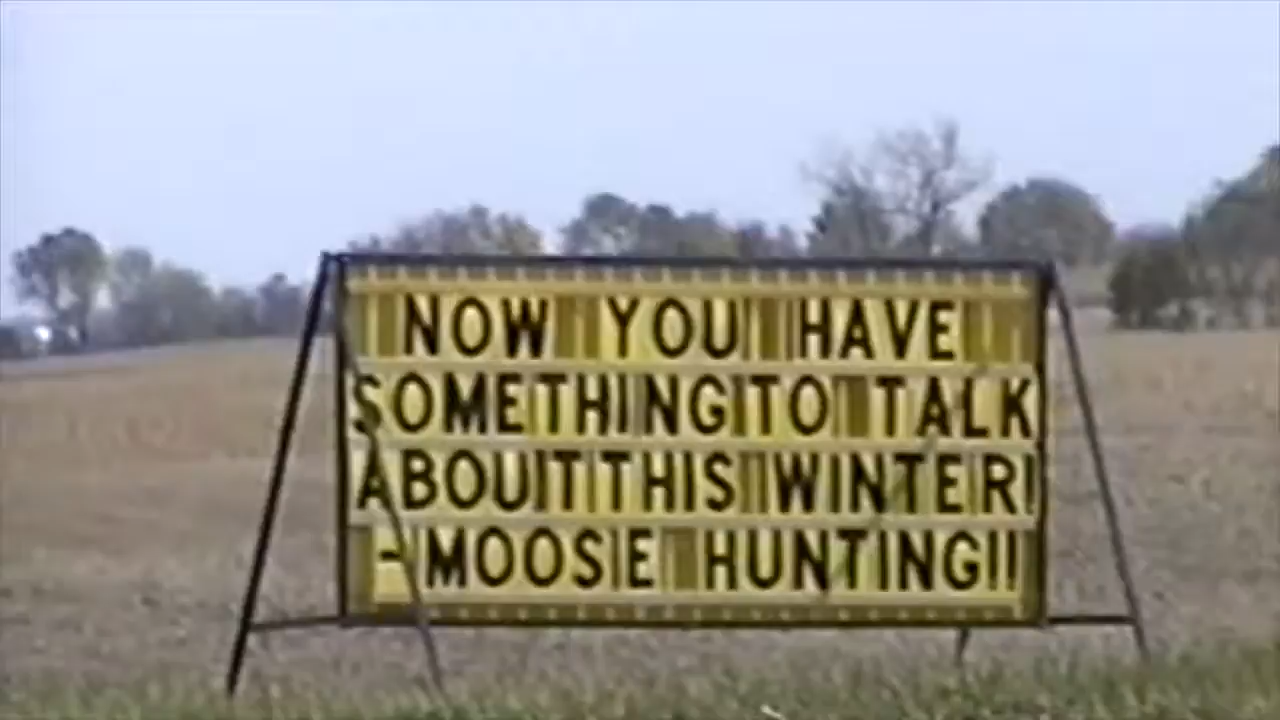 NOW YOU HAVE
SOMETHING TO TALK
ABOUT THIS WINTER!
- MOOSE HUNTING!!